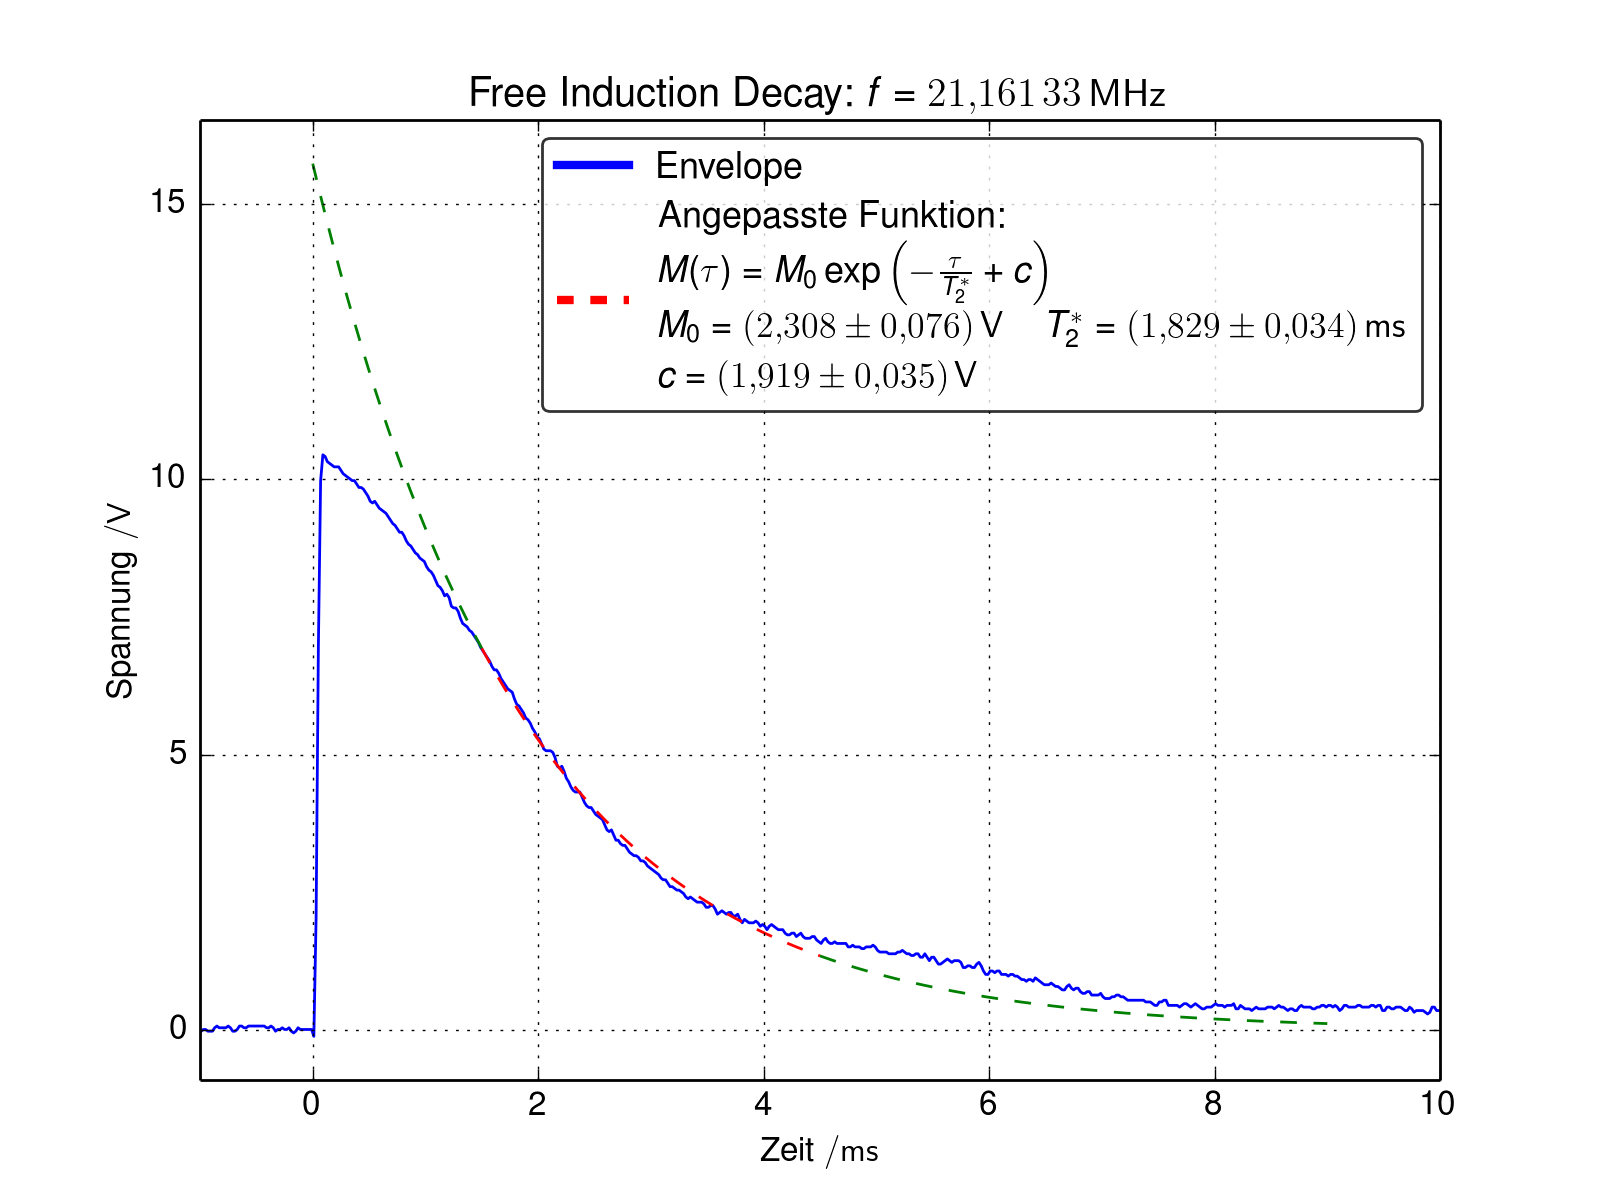 Free Induction Decay: f = 21,161 33 MHz
Envelope
Angepasste Funktion:
M(τ) = M₀ exp (−τ/T₂* + c)
M₀ = (2,308 ± 0,076) V T₂* = (1,829 ± 0,034) ms
c = (1,919 ± 0,035) V
15
10
5
0
Spannung /V
0 2 4 6 8 10
Zeit /ms